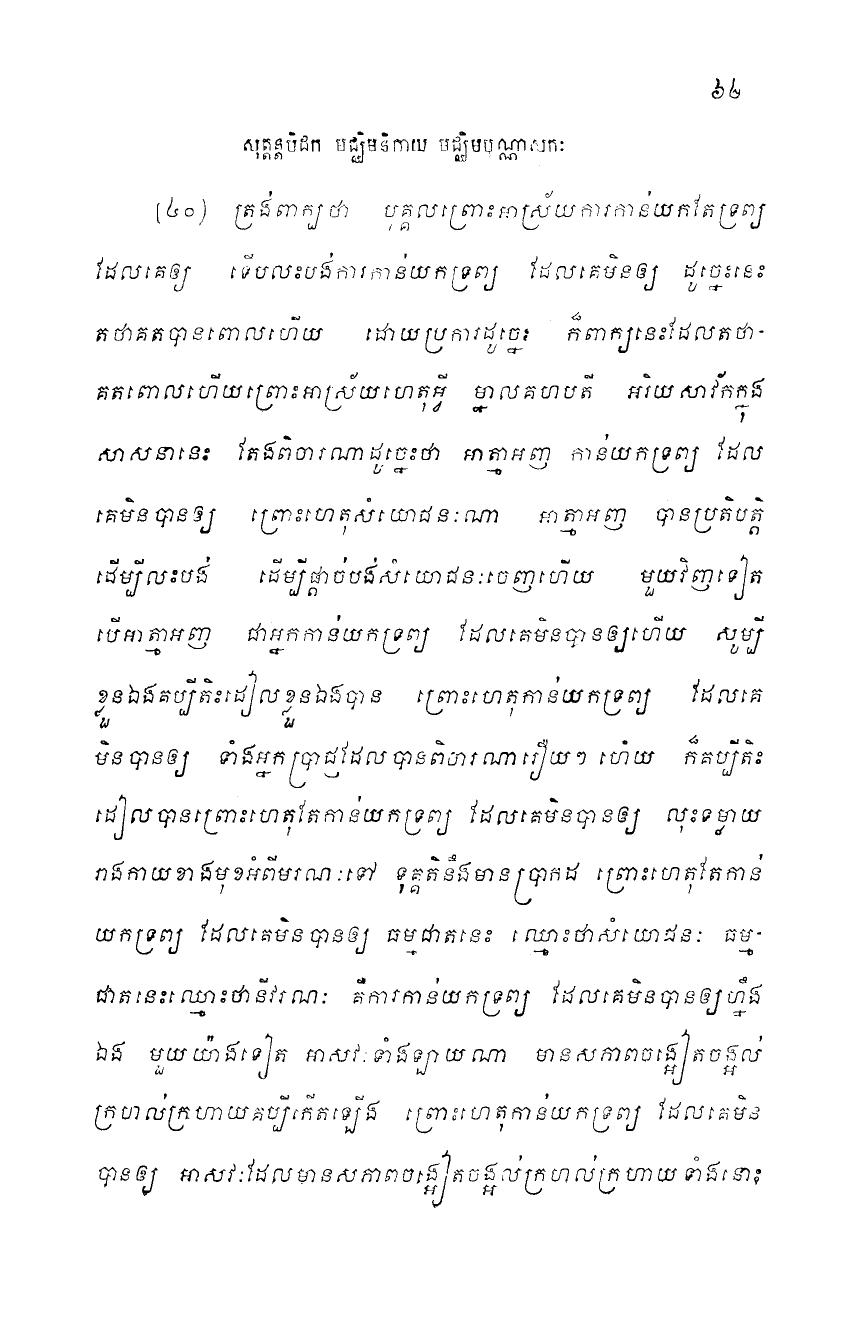 ៦៤
សុត្តន្តបិដក មជ្ឈិមនិកាយ មជ្ឈិមបណ្ណាសកៈ
(៤០) ត្រង់ពាក្យថា បុគ្គលព្រោះអាស្រ័យការកាន់យកតែទ្រព្យ
ដែលគេឲ្យ ទើបលះបង់ការកាន់យកទ្រព្យ ដែលគេមិនឲ្យ ដូច្នេះនេះ
តថាគតបានពោលហើយ ដោយប្រការដូច្នេះ ក៏ពាក្យនេះដែលតថា-
គតពោលហើយព្រោះអាស្រ័យហេតុអ្វី ម្នាលគហបតី អរិយសាវ័កក្នុង
សាសនានេះ តែងពិចារណាដូច្នេះថា អាត្មាអញ កាន់យកទ្រព្យ ដែល
គេមិនបានឲ្យ ព្រោះហេតុសំយោជនៈណា អាត្មាអញ បានប្រតិបត្តិ
ដើម្បីលះបង់ ដើម្បីផ្តាច់បង់សំយោជនៈចេញហើយ មួយវិញទៀត
បើអាត្មាអញ ជាអ្នកកាន់យកទ្រព្យ ដែលគេមិនបានឲ្យហើយ សូម្បី
ខ្លួនឯងគប្បីតិះដៀលខ្លួនឯងបាន ព្រោះហេតុកាន់យកទ្រព្យ ដែលគេ
មិនបានឲ្យ ទាំងអ្នកប្រាជ្ញដែលបានពិចារណារឿយៗ ហើយ ក៏គប្បីតិះ
ដៀលបានព្រោះហេតុតែកាន់យកទ្រព្យ ដែលគេមិនបានឲ្យ លុះទម្លាយ
រាងកាយខាងមុខអំពីមរណៈទៅ ទុគ្គតិនឹងមានប្រាកដ ព្រោះហេតុតែកាន់
យកទ្រព្យ ដែលគេមិនបានឲ្យ ធម្មជាតនេះ ឈ្មោះថាសំយោជនៈ ធម្ម-
ជាតនេះឈ្មោះថានីវរណៈ គឺការកាន់យកទ្រព្យ ដែលគេមិនបានឲ្យហ្នឹង
ឯង មួយយ៉ាងទៀត អាសវៈទាំងឡាយណា មានសភាពចង្អៀតចង្អល់
ក្រហល់ក្រហាយគប្បីកើតឡើង ព្រោះហេតុកាន់យកទ្រព្យ ដែលគេមិន
បានឲ្យ អាសវៈដែលមានសភាពចង្អៀតចង្អល់ក្រហល់ក្រហាយទាំងនោះ